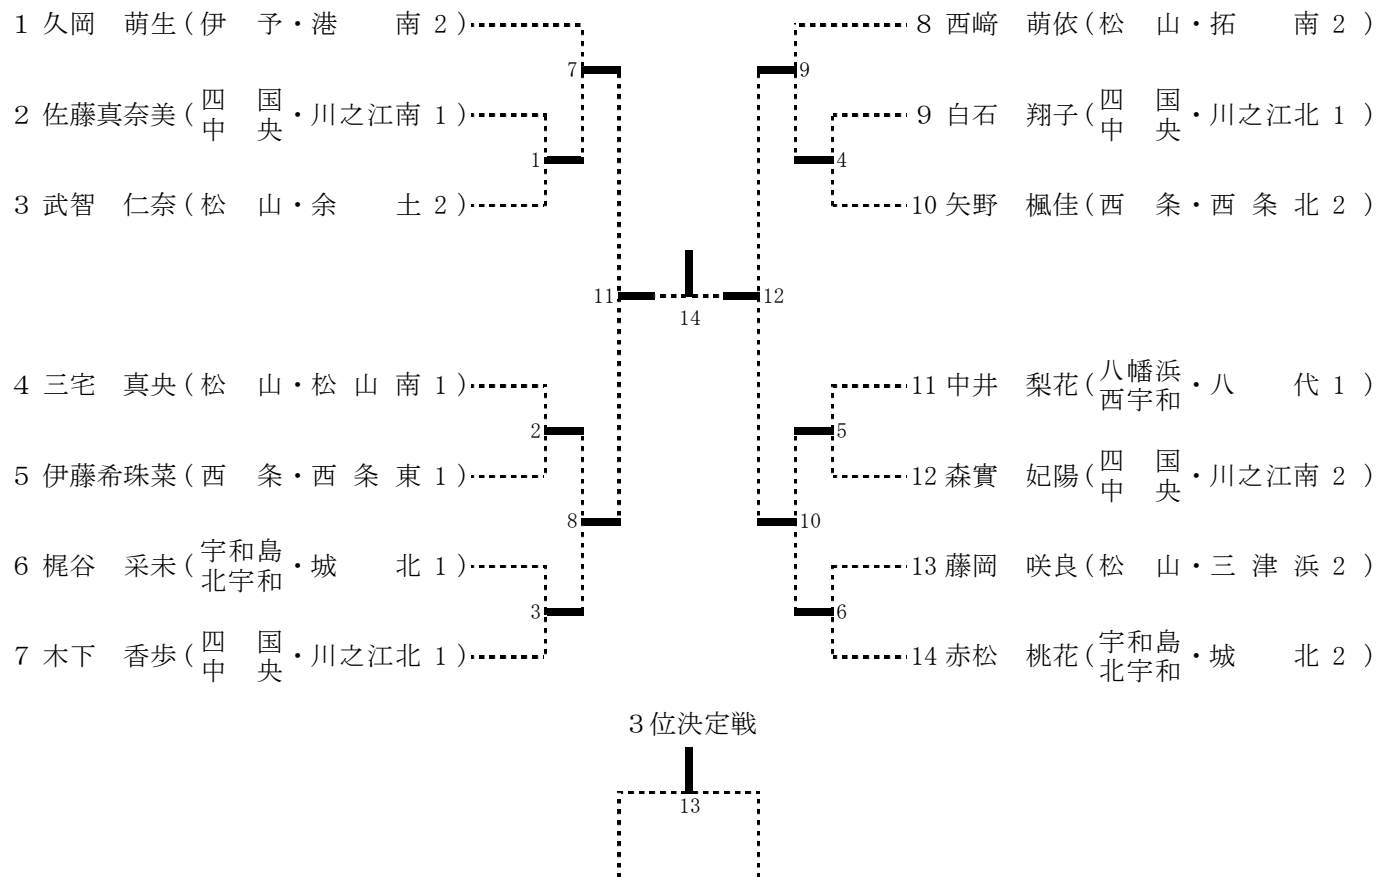 1 久岡　萌生(伊　予・港　　南 2)
7
2 佐藤真奈美(四国中央・川之江南 1)
1
3 武智　仁奈(松　山・余　　土 2)
11
4 三宅　真央(松　山・松 山 南 1)
2
5 伊藤希珠菜(西　条・西 条 東 1)
8
6 梶谷　采未(宇和島北宇和・城　　北 1)
3
7 木下　香歩(四国中央・川之江北 1)
14
8 西﨑　萌依(松　山・拓　　南 2)
9
9 白石　翔子(四国中央・川之江北 1)
4
10 矢野　楓佳(西　条・西 条 北 2)
12
11 中井　梨花(八幡浜西宇和・八　　代 1)
5
12 森實　妃陽(四国中央・川之江南 2)
10
13 藤岡　咲良(松　山・三 津 浜 2)
6
14 赤松　桃花(宇和島北宇和・城　　北 2)
3位決定戦
13